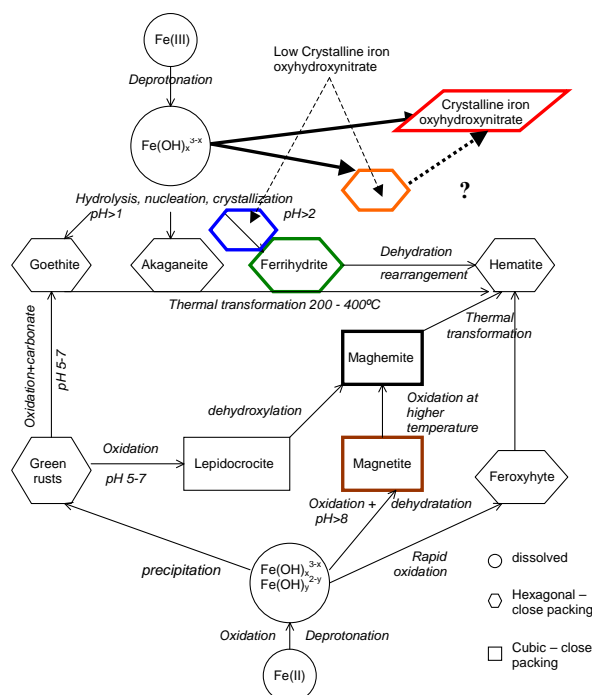 Fe(III)
Low Crystalline iron
oxyhydroxynitrate
Deprotonation
Crystalline iron
oxyhydroxynitrate
Fe(OH)x3-x
?
Hydrolysis, nucleation, crystallization
pH>1
pH>2
Goethite
Akaganeite
Ferrihydrite
Dehydration
rearrangement
Hematite
Thermal transformation 200 - 400ºC
Thermal
transformation
Oxidation+carbonate
pH 5-7
Maghemite
dehydroxylation
Oxidation at
higher
temperature
Oxidation
pH 5-7
Green
rusts
Lepidocrocite
Magnetite
Feroxyhyte
Oxidation + dehydratation
pH>8
precipitation
Fe(OH)x3-x
Fe(OH)y2-y
Rapid
oxidation
dissolved
Hexagonal –
close packing
Oxidation
Deprotonation
Cubic – close
packing
Fe(II)